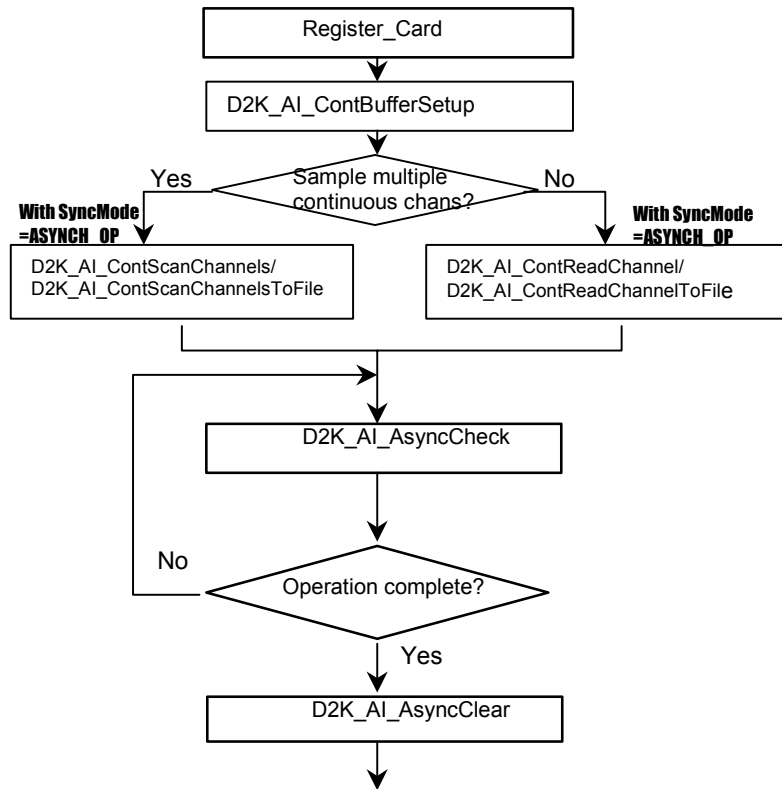 Register_Card
D2K_AI_ContBufferSetup
Sample multiple
continuous chans?
Yes
No
With SyncMode
=ASYNCH_OP
D2K_AI_ContScanChannels/
D2K_AI_ContScanChannelsToFile
With SyncMode
=ASYNCH_OP
D2K_AI_ContReadChannel/
D2K_AI_ContReadChannelToFile
D2K_AI_AsyncCheck
No
Operation complete?
Yes
D2K_AI_AsyncClear